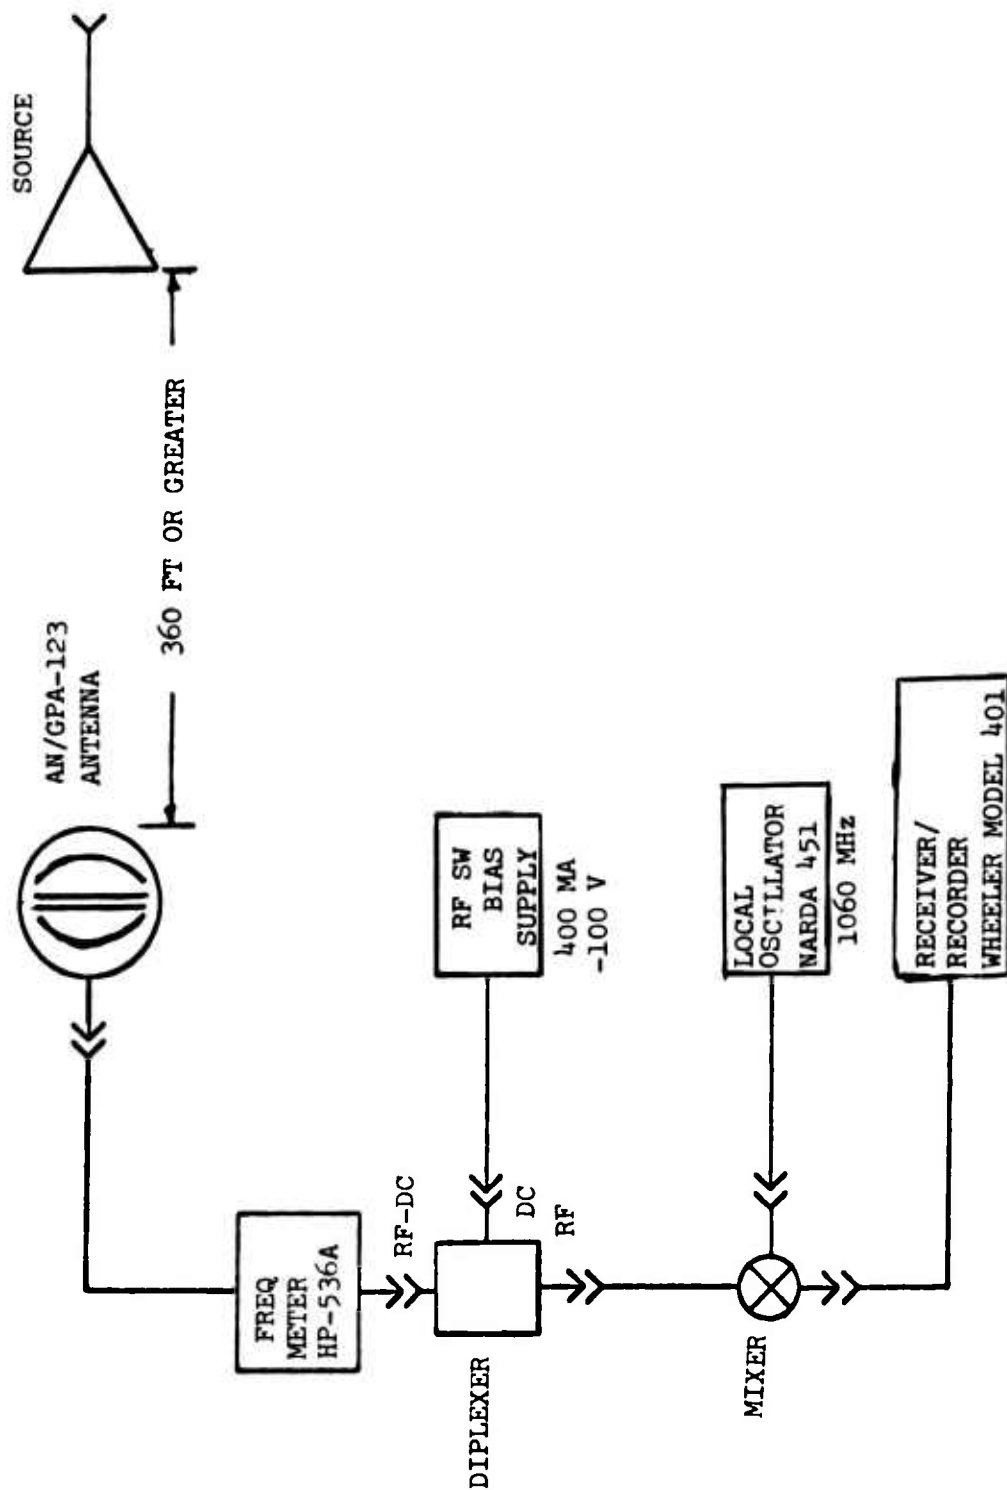 SOURCE
AN/GPA-123
ANTENNA
360 FT OR GREATER
FREQ
METER
HP-536A
RF-DC
DIPLEXER
DC
RF
RF SW
BIAS
SUPPLY
400 MA
-100 V
MIXER
LOCAL
OSCILLATOR
NARDA 451
1060 MHz
RECEIVER/
RECORDER
WHEELER MODEL 401